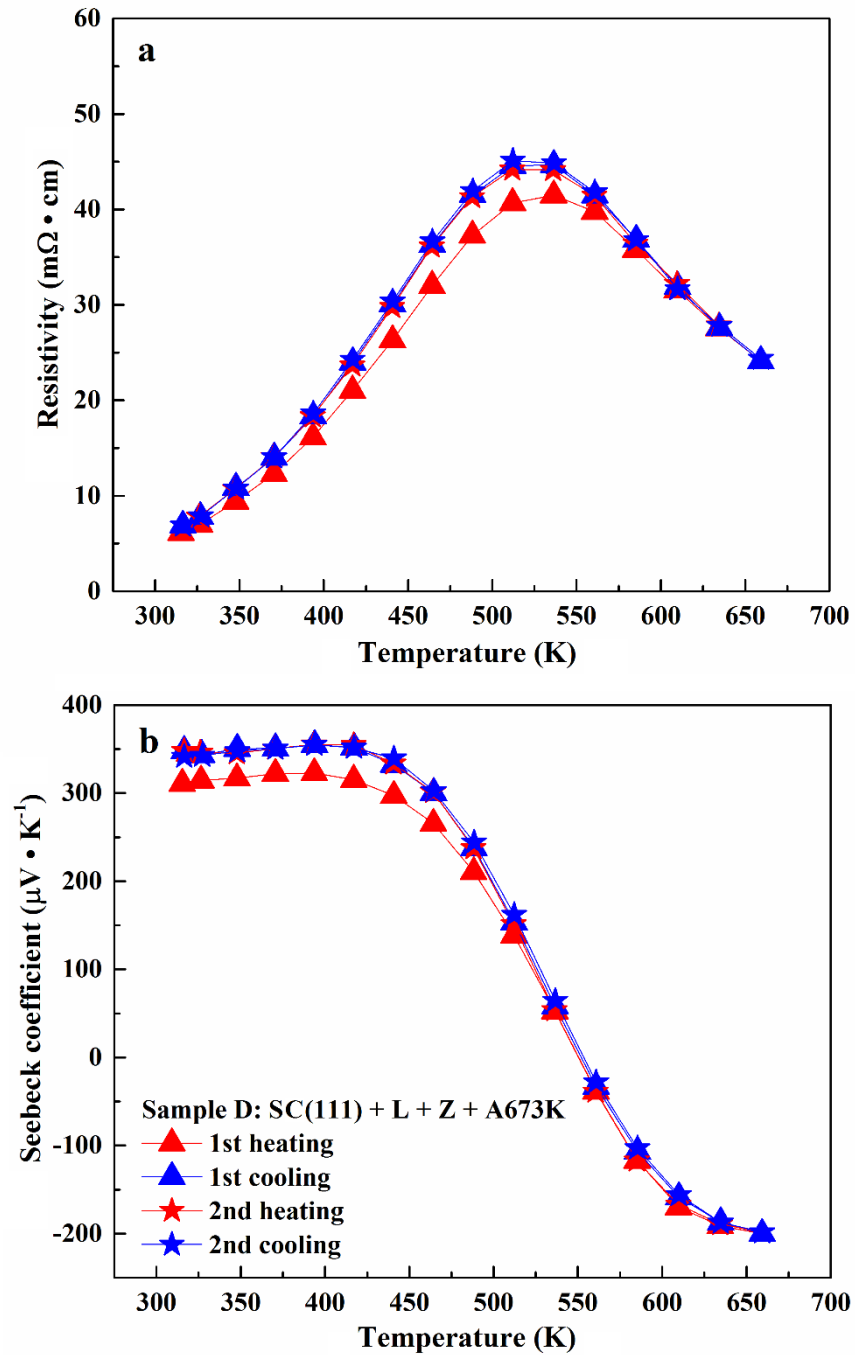 a
60
50
40
30
20
10
0
Resistivity (mΩ • cm)
300 350 400 450 500 550 600 650 700
Temperature (K)
b
400
300
200
100
0
-100
-200
Seebeck coefficient (μV • K⁻¹)
Sample D: SC(111) + L + Z + A673K
1st heating
1st cooling
2nd heating
2nd cooling
300 350 400 450 500 550 600 650 700
Temperature (K)